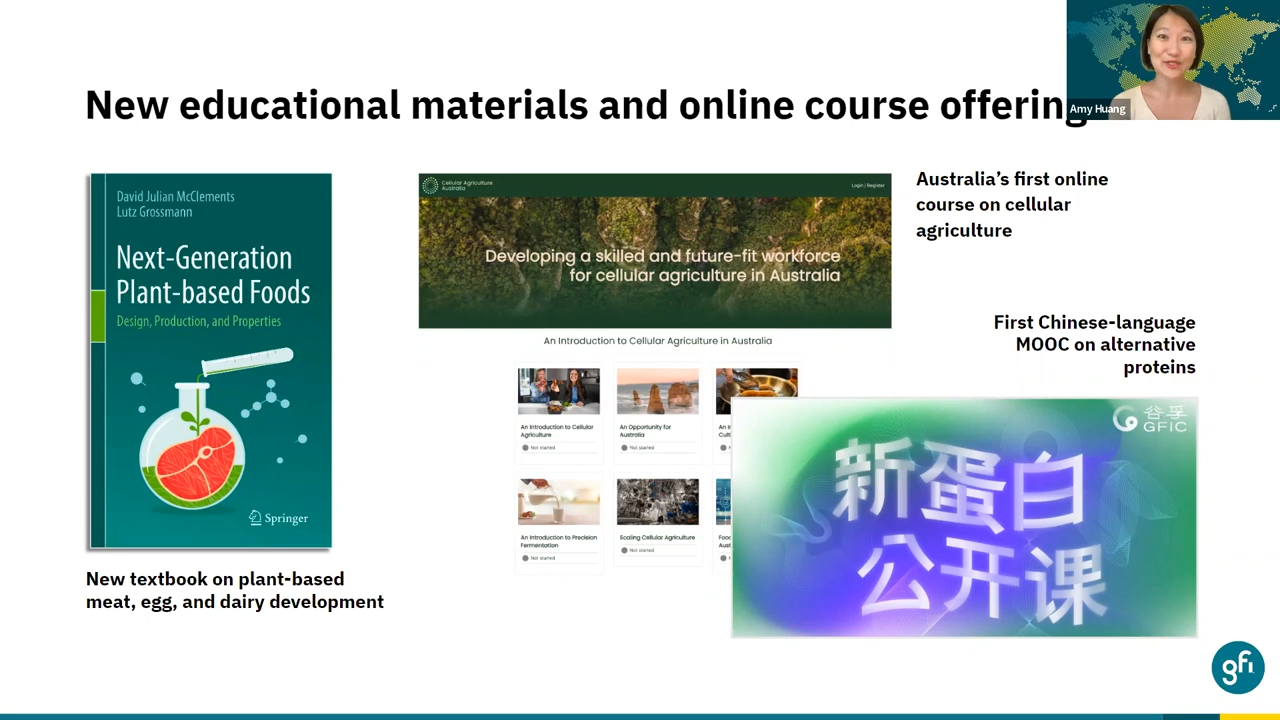 New educational materials and online course offering
Amy Huang
David Julian McClements
Lutz Grossmann
Next-Generation
Plant-based Foods
Design, Production, and Properties
Springer
New textbook on plant-based
meat, egg, and dairy development
Cellular Agriculture
Australia
Login | Register
Developing a skilled and future-fit workforce
for cellular agriculture in Australia
An Introduction to Cellular Agriculture in Australia
An Introduction to Cellular
Agriculture
Not started
An Opportunity for
Australia
Not started
An In
Cult
An Introduction to Precision
Fermentation
Not started
Scaling Cellular Agriculture
Not started
Food
Aust
Australia’s first online
course on cellular
agriculture
First Chinese-language
MOOC on alternative
proteins
谷孚
GFIC
新蛋白
公开课
gfi